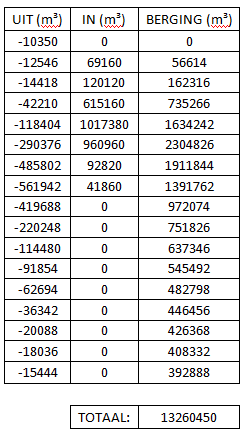 UIT (m³) IN (m³) BERGING (m³)
-10350 0 0
-12546 69160 56614
-14418 120120 162316
-42210 615160 735266
-118404 1017380 1634242
-290376 960960 2304826
-485802 92820 1911844
-561942 41860 1391762
-419688 0 972074
-220248 0 751826
-114480 0 637346
-91854 0 545492
-62694 0 482798
-36342 0 446456
-20088 0 426368
-18036 0 408332
-15444 0 392888
TOTAAL: 13260450